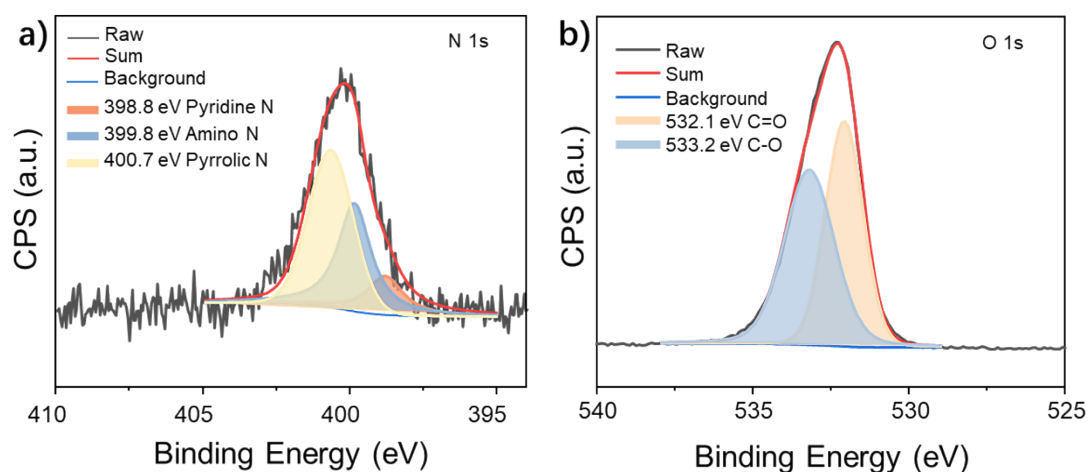 a)
Raw
Sum
Background
398.8 eV Pyridine N
399.8 eV Amino N
400.7 eV Pyrrolic N
N 1s
CPS (a.u.)
410
405
400
395
Binding Energy (eV)
b)
Raw
Sum
Background
532.1 eV C=O
533.2 eV C-O
O 1s
CPS (a.u.)
540
535
530
525
Binding Energy (eV)